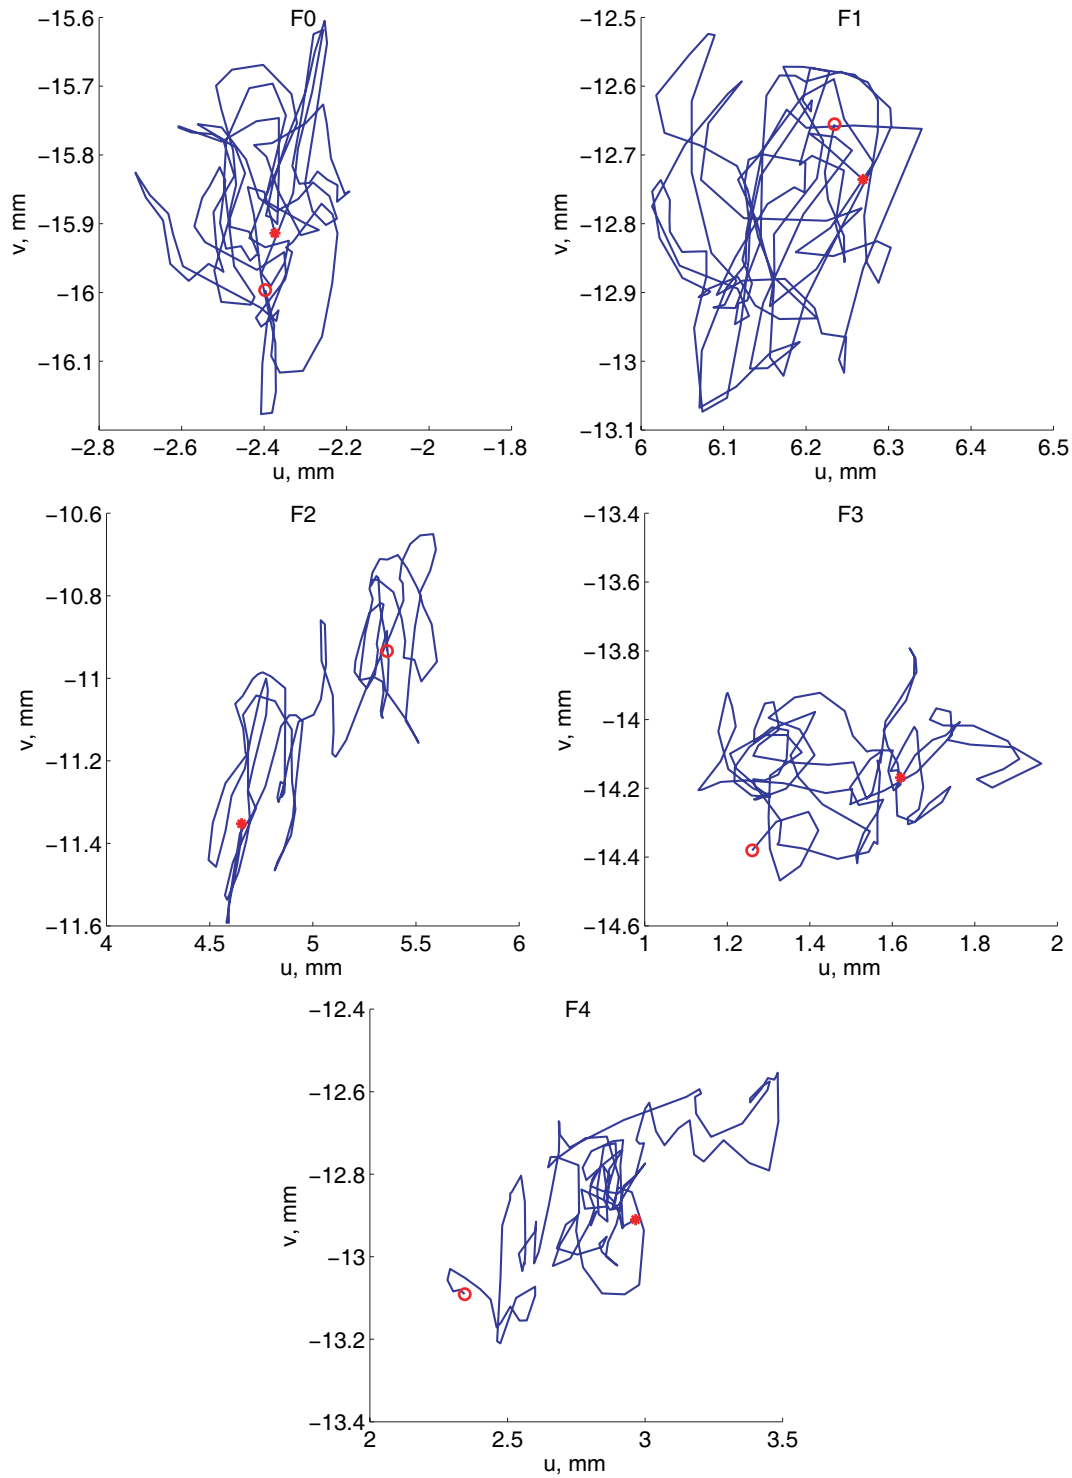 F0
−15.6
−15.7
−15.8
−15.9
−16
−16.1
−2.8 −2.6 −2.4 −2.2 −2 −1.8
u, mm
v, mm
F1
−12.5
−12.6
−12.7
−12.8
−12.9
−13
−13.1
6 6.1 6.2 6.3 6.4 6.5
u, mm
v, mm
F2
−10.6
−10.8
−11
−11.2
−11.4
−11.6
4 4.5 5 5.5 6
u, mm
v, mm
F3
−13.4
−13.6
−13.8
−14
−14.2
−14.4
−14.6
1 1.2 1.4 1.6 1.8 2
u, mm
v, mm
F4
−12.4
−12.6
−12.8
−13
−13.2
−13.4
2 2.5 3 3.5
u, mm
v, mm